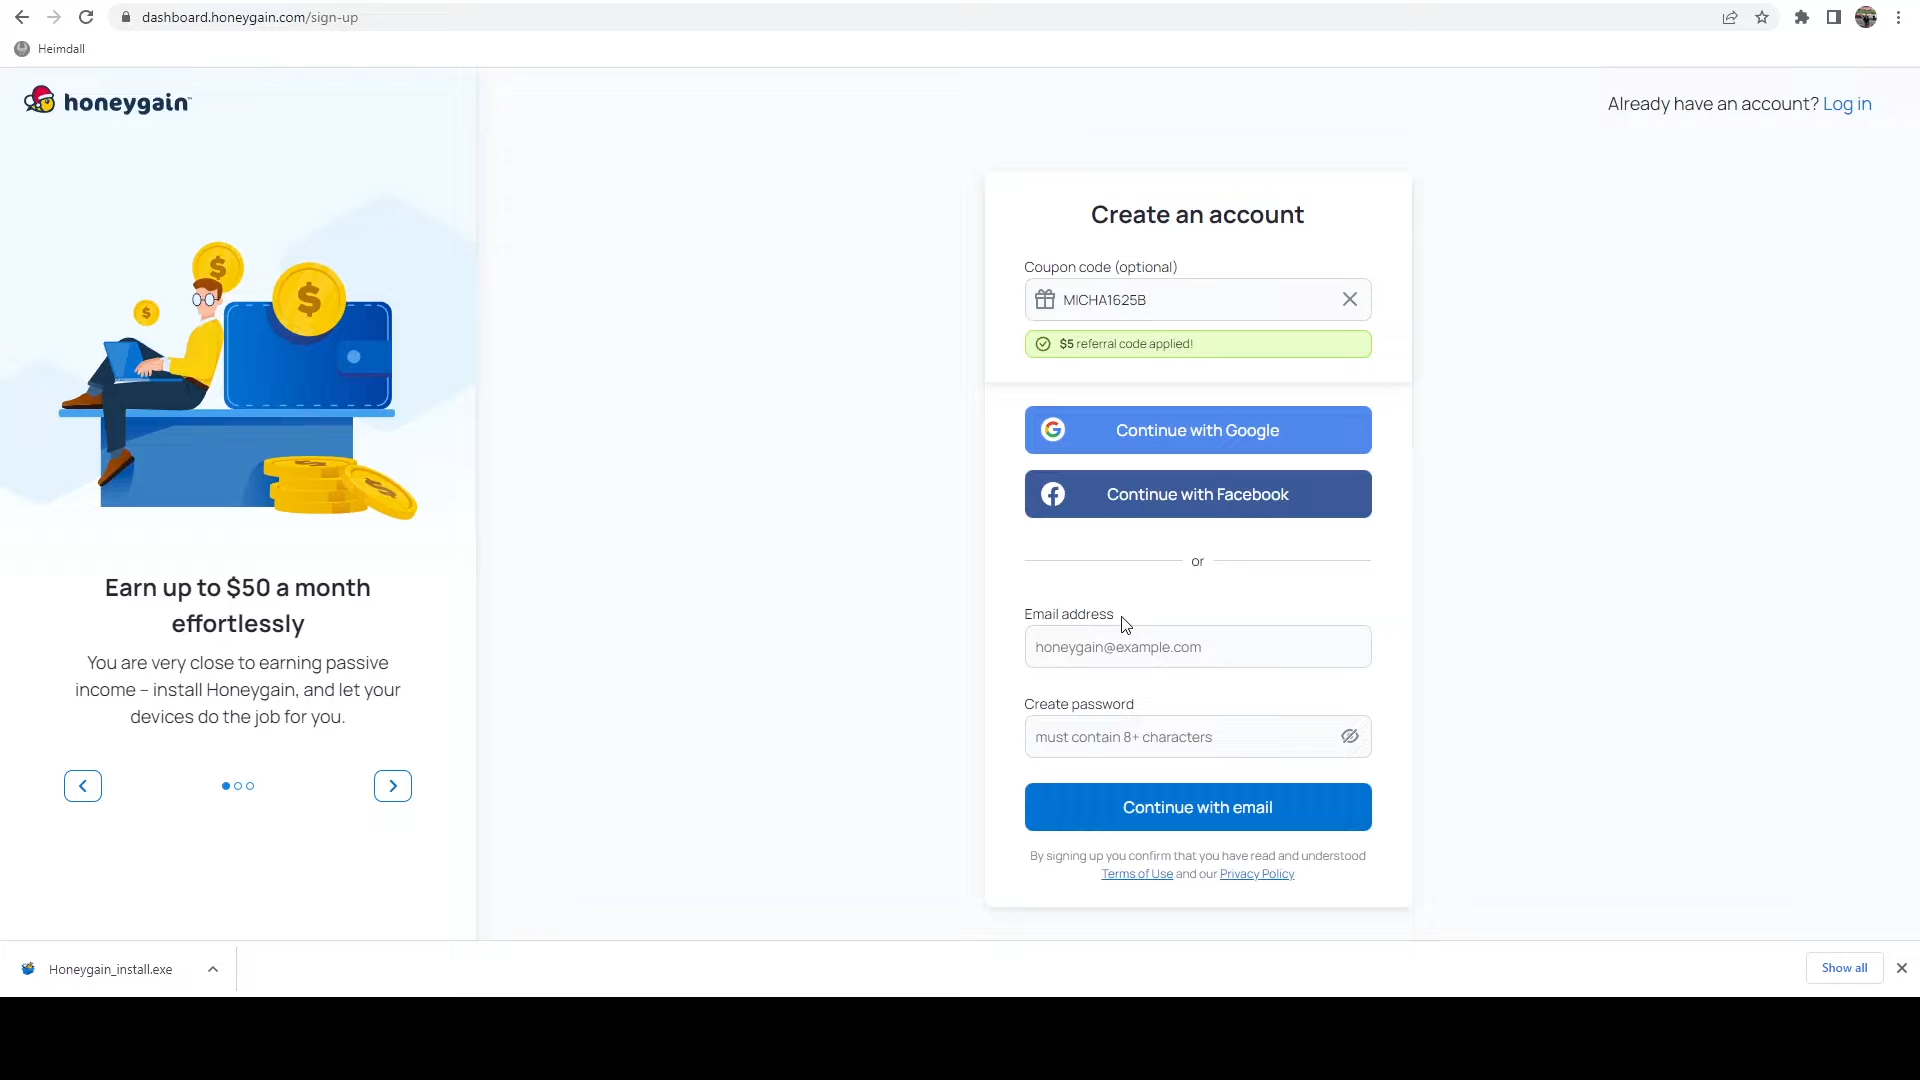 dashboard.honeygain.com/sign-up
Heimdall
honeygain™
Already have an account? Log in
Create an account
Coupon code (optional)
MICHA1625B
$5 referral code applied!
Continue with Google
Continue with Facebook
or
Email address
honeygain@example.com
Create password
must contain 8+ characters
Continue with email
By signing up you confirm that you have read and understood
Terms of Use and our Privacy Policy
Earn up to $50 a month
effortlessly
You are very close to earning passive
income – install Honeygain, and let your
devices do the job for you.
Honeygain_install.exe
Show all